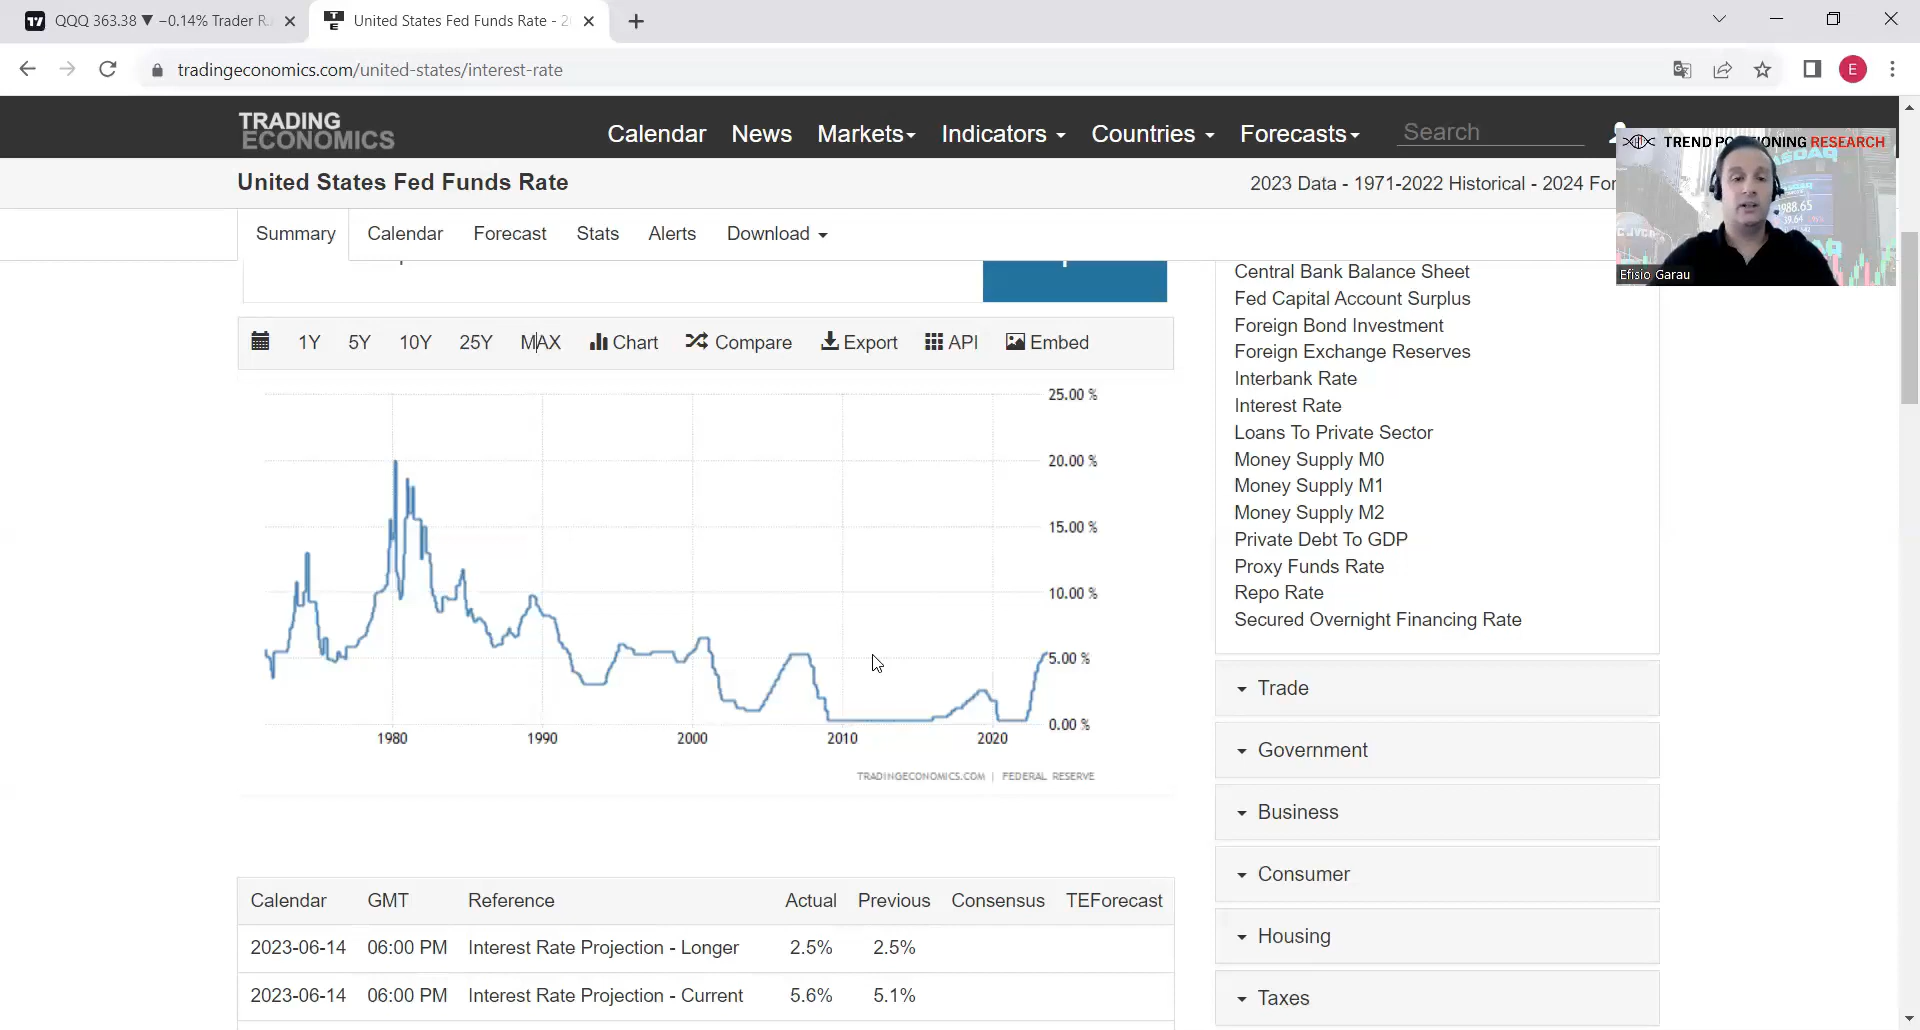 QQQ 363.38 ▼ −0.14% Trader R
United States Fed Funds Rate - 2
tradingeconomics.com/united-states/interest-rate
E
TRADING
ECONOMICS
Calendar News Markets Indicators Countries Forecasts Search
TREND POSITIONING RESEARCH
NASDAQ
988.65
Efisio Garau
United States Fed Funds Rate
2023 Data - 1971-2022 Historical - 2024 For
Summary Calendar Forecast Stats Alerts Download
Central Bank Balance Sheet
Fed Capital Account Surplus
Foreign Bond Investment
Foreign Exchange Reserves
Interbank Rate
Interest Rate
Loans To Private Sector
Money Supply M0
Money Supply M1
Money Supply M2
Private Debt To GDP
Proxy Funds Rate
Repo Rate
Secured Overnight Financing Rate
Trade
Government
Business
Consumer
Housing
Taxes
1Y 5Y 10Y 25Y MAX Chart Compare Export API Embed
25.00 %
20.00 %
15.00 %
10.00 %
5.00 %
0.00 %
1980 1990 2000 2010 2020
TRADINGECONOMICS.COM | FEDERAL RESERVE
Calendar GMT Reference Actual Previous Consensus TEForecast
2023-06-14 06:00 PM Interest Rate Projection - Longer 2.5% 2.5%
2023-06-14 06:00 PM Interest Rate Projection - Current 5.6% 5.1%